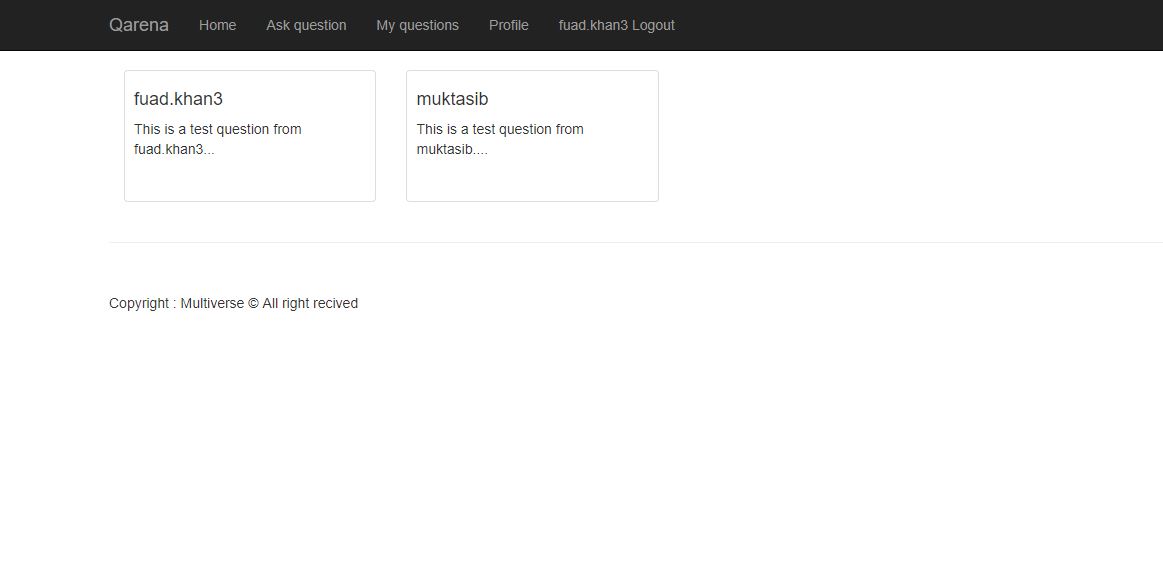 Qarena Home Ask question My questions Profile fuad.khan3 Logout
fuad.khan3
This is a test question from
fuad.khan3...
muktasib
This is a test question from
muktasib....
Copyright : Multiverse © All right recived